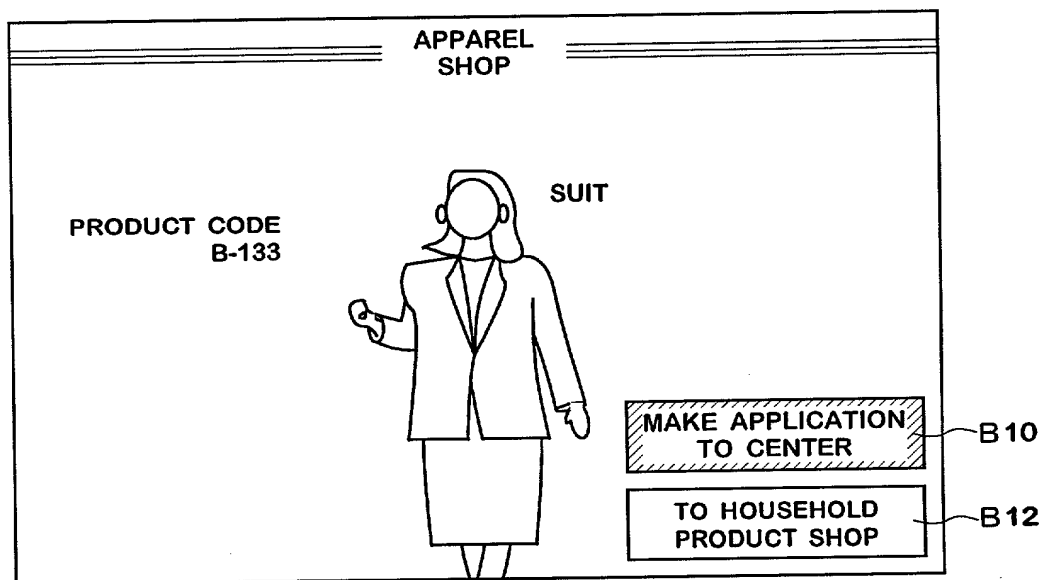 APPAREL
SHOP
SUIT
PRODUCT CODE
B-133
MAKE APPLICATION
TO CENTER
B10
TO HOUSEHOLD
PRODUCT SHOP
B12